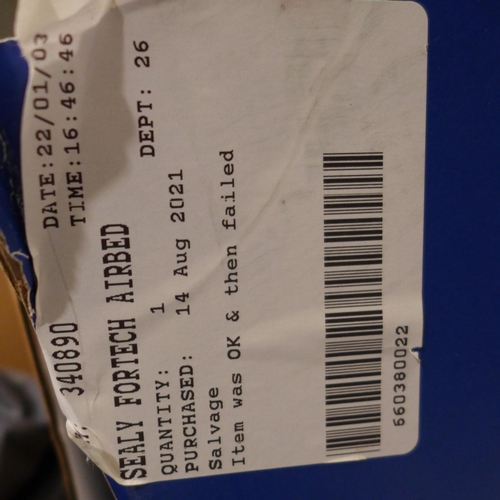 DATE:22/01/03
TIME:16:46:46
340890
DEPT: 26
SEALY FORTECH AIRBED
QUANTITY: 1
PURCHASED: 14 Aug 2021
Salvage
Item was OK & then failed
560380022